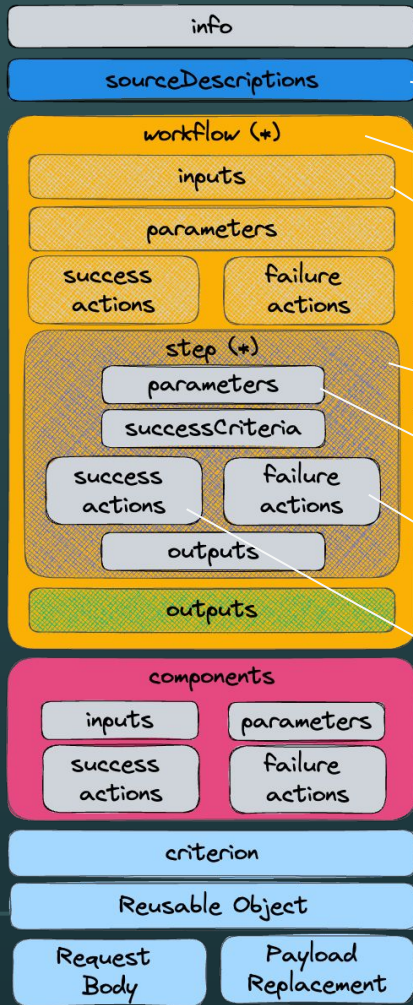 info
sourceDescriptions
workflow (*)
inputs
parameters
success
actions
failure
actions
step (*)
parameters
successCriteria
success
actions
failure
actions
outputs
outputs
components
inputs
parameters
success
actions
failure
actions
criterion
Reusable Object
Request
Body
Payload
Replacement